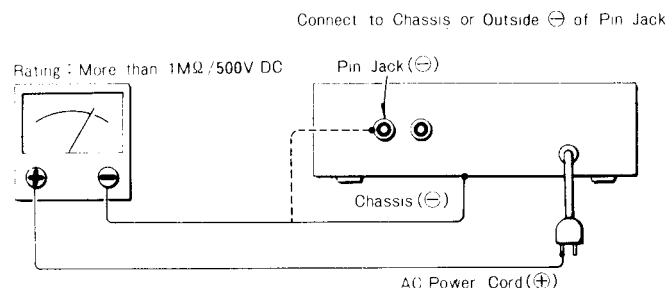 Connect to Chassis or Outside ⊖ of Pin Jack
Rating : More than 1MΩ/500V DC
Pin Jack(⊖)
Chassis(⊖)
AC Power Cord(⊕)